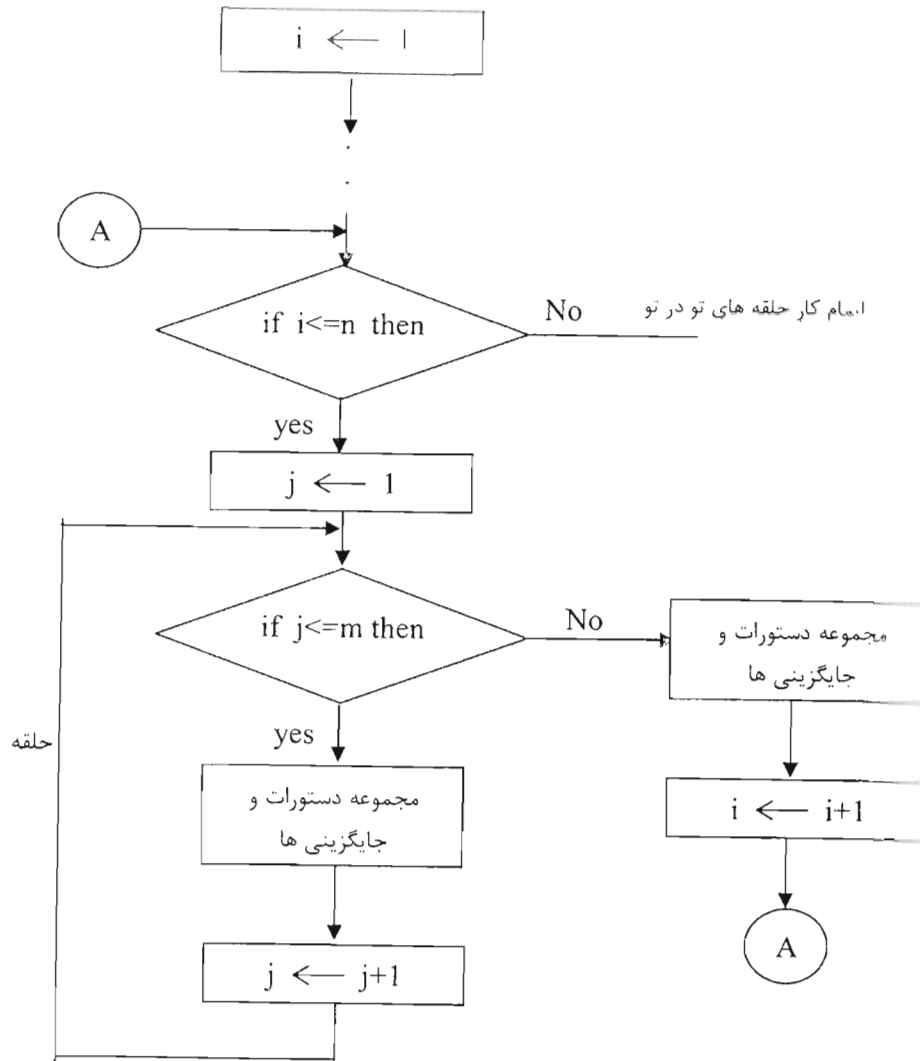 i ← 1
A
if i<=n then
No
اتمام کار حلقه های تو در تو
yes
j ← 1
if j<=m then
No
مجموعه دستورات و
جایگزینی ها
yes
حلقه
مجموعه دستورات و
جایگزینی ها
i ← i+1
A
j ← j+1